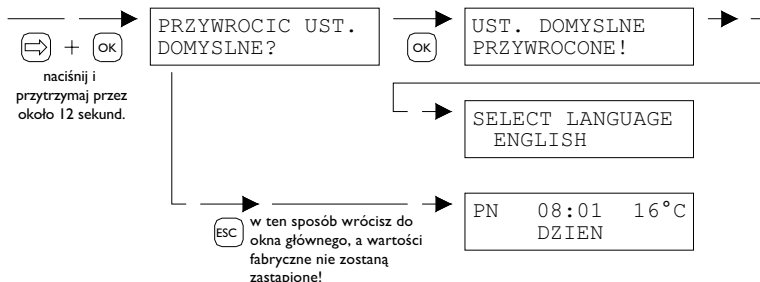 PRZYWROCIC UST.
DOMYSLNE?
UST. DOMYSLNE
PRZYWROCONE!
+
OK
OK
naciśnij i
przytrzymaj przez
około 12 sekund.
SELECT LANGUAGE
ENGLISH
ESC
w ten sposób wrócisz do
okna głównego, a wartości
fabryczne nie zostaną
zastąpione!
PN 08:01 16°C
DZIEN